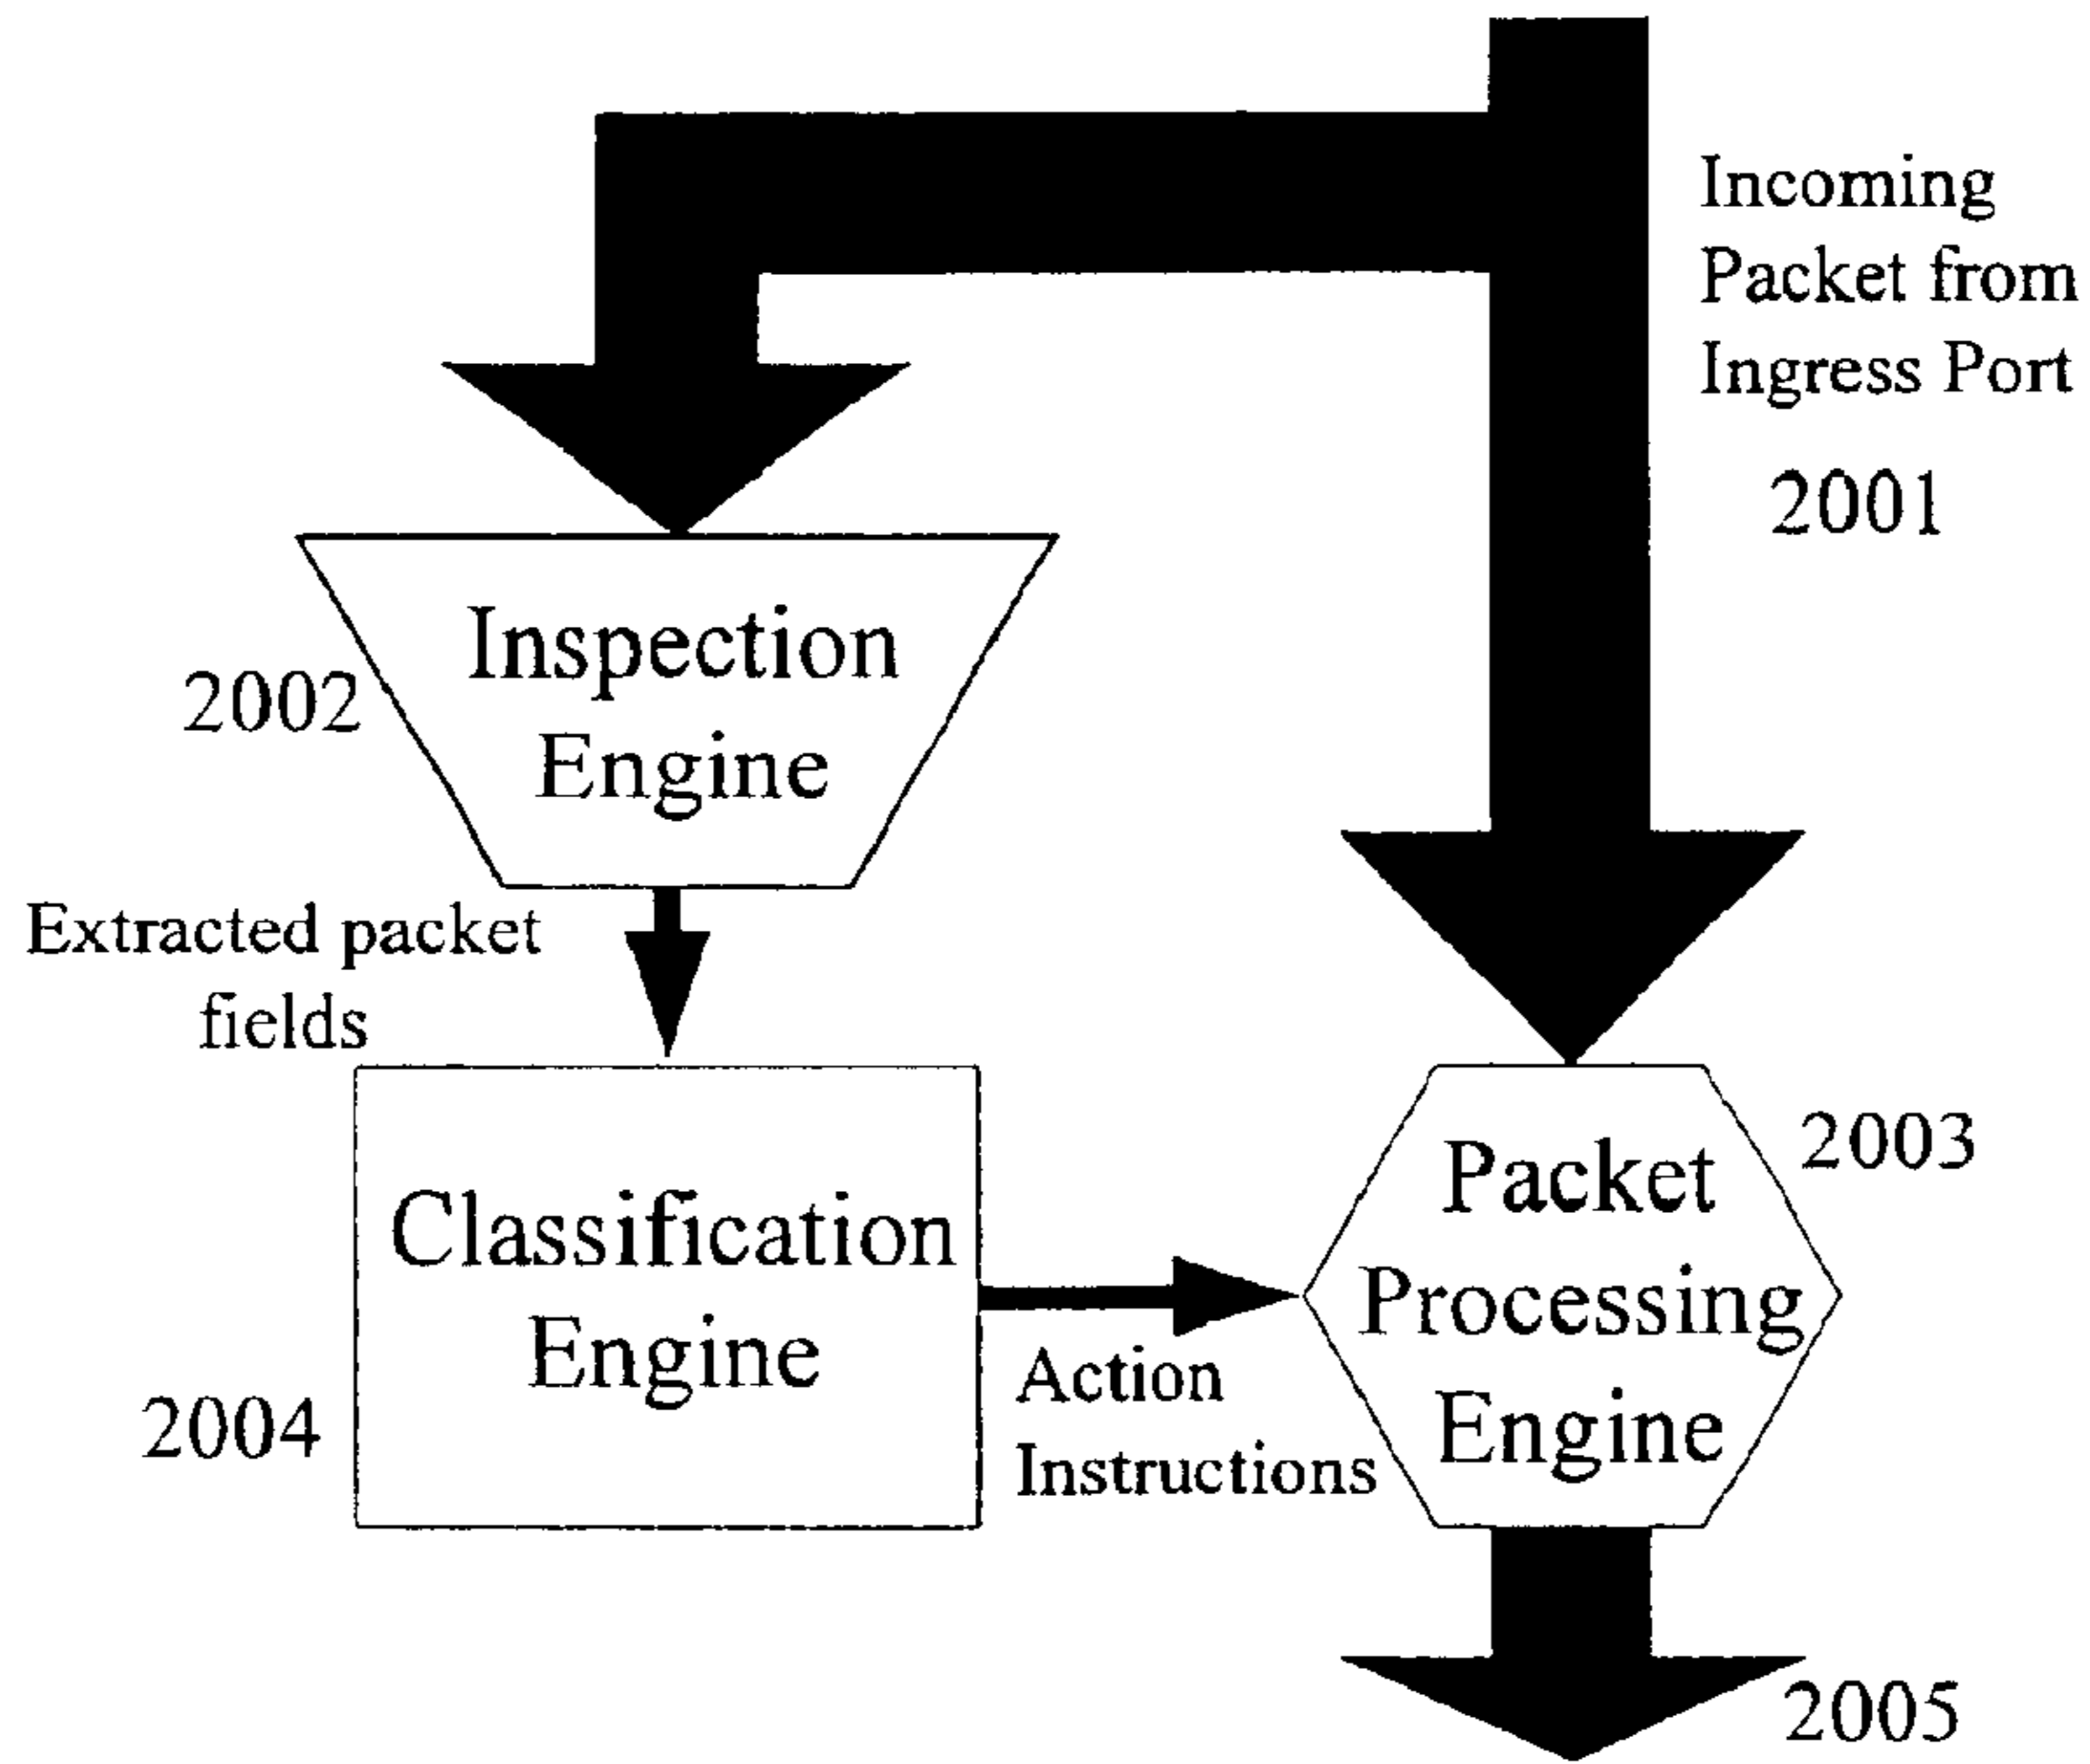 Incoming
Packet from
Ingress Port
2001
Inspection
Engine
2002
Extracted packet
fields
Classification
Engine
2004
Action
Instructions
Packet
Processing
Engine
2003
2005